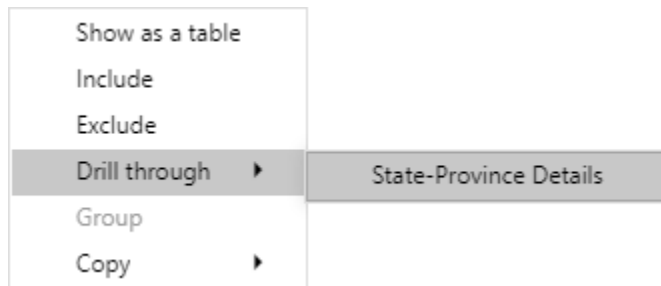 Show as a table
Include
Exclude
Drill through
State-Province Details
Group
Copy